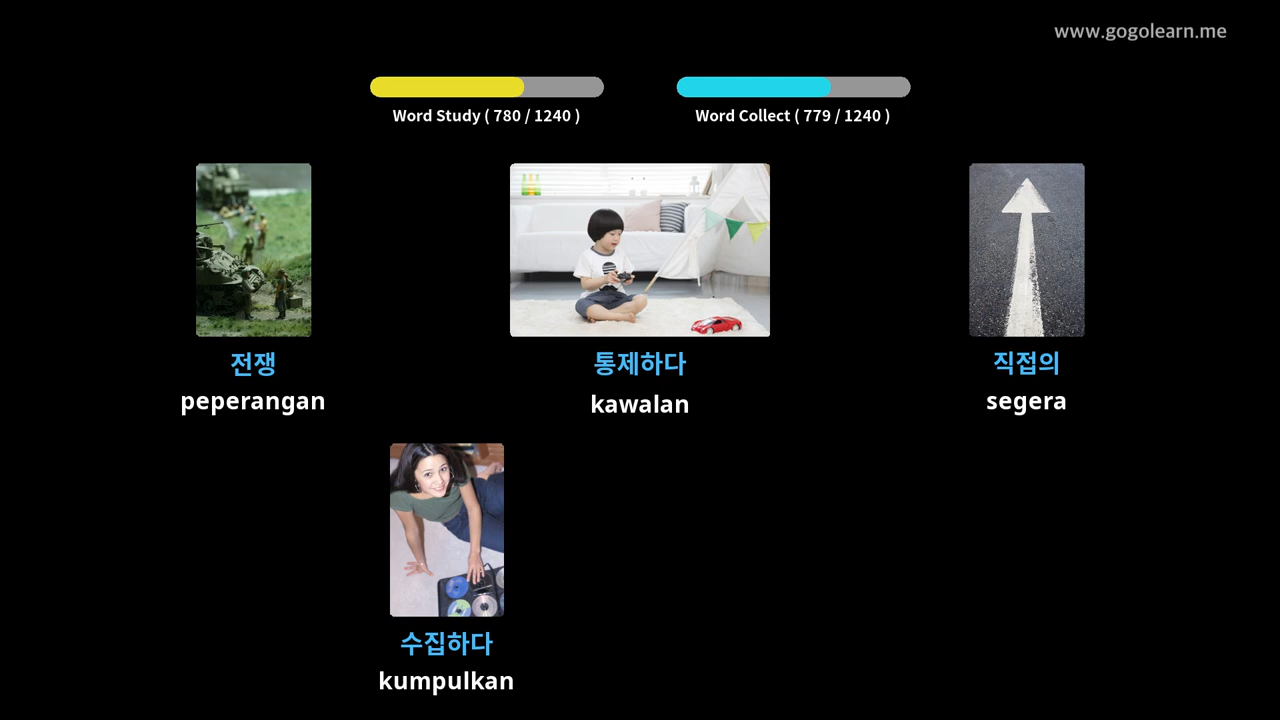 www.gogolearn.me
Word Study ( 780 / 1240 )
Word Collect ( 779 / 1240 )
전쟁
peperangan
통제하다
kawalan
직접의
segera
수집하다
kumpulkan